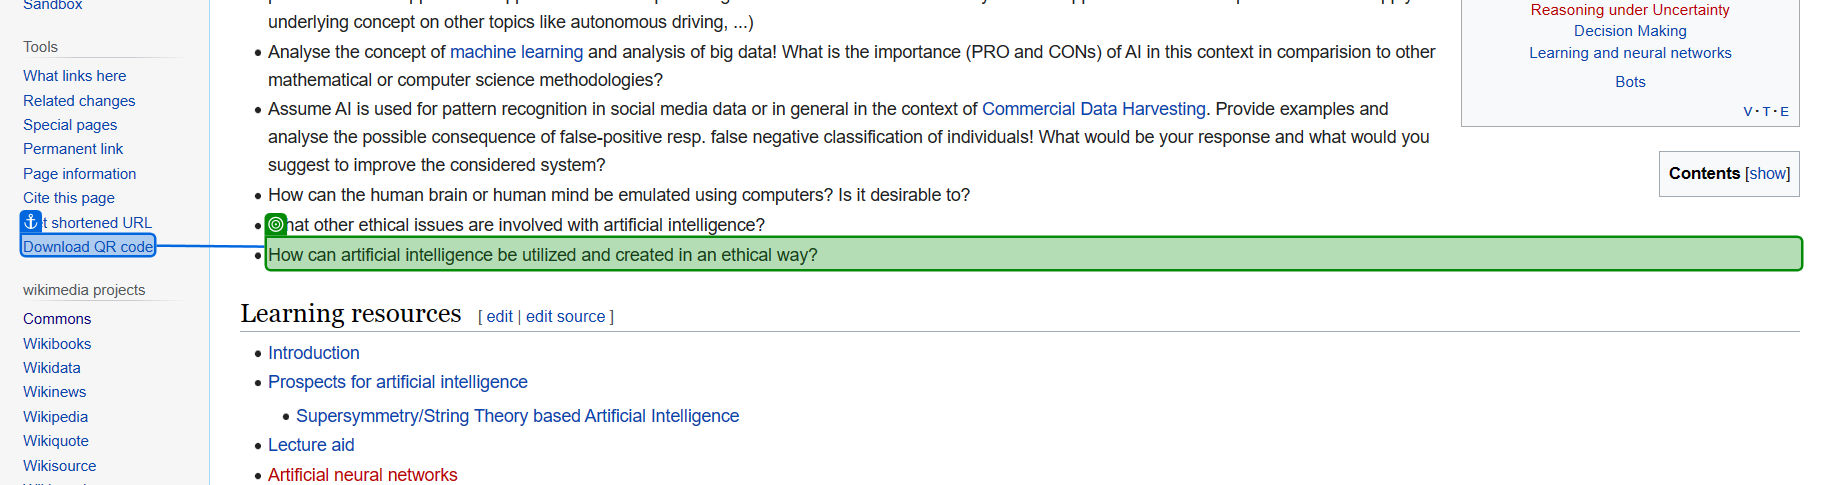 Sandbox
Tools
What links here
Related changes
Special pages
Permanent link
Page information
Cite this page
shortened URL
Download QR code
wikimedia projects
Commons
Wikibooks
Wikidata
Wikinews
Wikipedia
Wikiquote
Wikisource
underlying concept on other topics like autonomous driving, ...)
Analyse the concept of machine learning and analysis of big data! What is the importance (PRO and CONs) of AI in this context in comparision to other
mathematical or computer science methodologies?
Assume AI is used for pattern recognition in social media data or in general in the context of Commercial Data Harvesting. Provide examples and
analyse the possible consequence of false-positive resp. false negative classification of individuals! What would be your response and what would you
suggest to improve the considered system?
How can the human brain or human mind be emulated using computers? Is it desirable to?
other ethical issues are involved with artificial intelligence?
How can artificial intelligence be utilized and created in an ethical way?
Learning resources [ edit | edit source ]
Introduction
Prospects for artificial intelligence
Supersymmetry/String Theory based Artificial Intelligence
Lecture aid
Artificial neural networks
Reasoning under Uncertainty
Decision Making
Learning and neural networks
Bots
V · T · E
Contents [show]